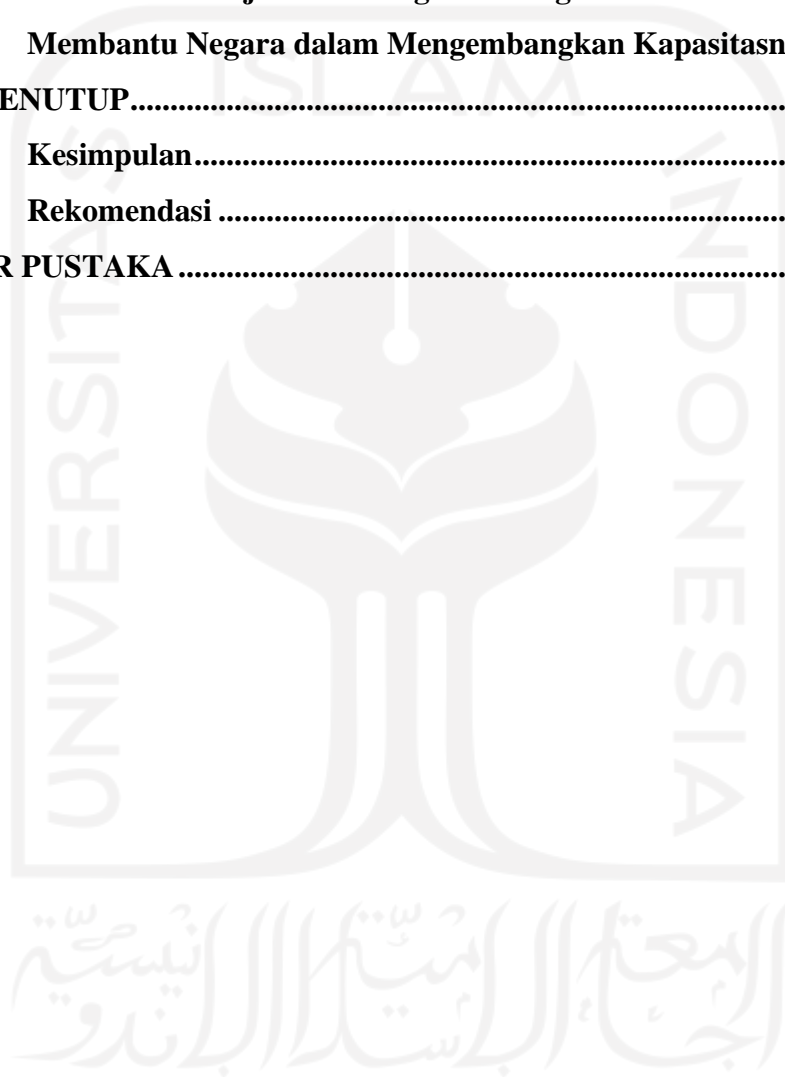 Membantu Negara dalam Mengembangkan Kapasitasn
ENUTUP..................................................................................
Kesimpulan..........................................................................
Rekomendasi .......................................................................
R PUSTAKA ............................................................................
ISLAM
UNIVERSITAS
INDONESIA